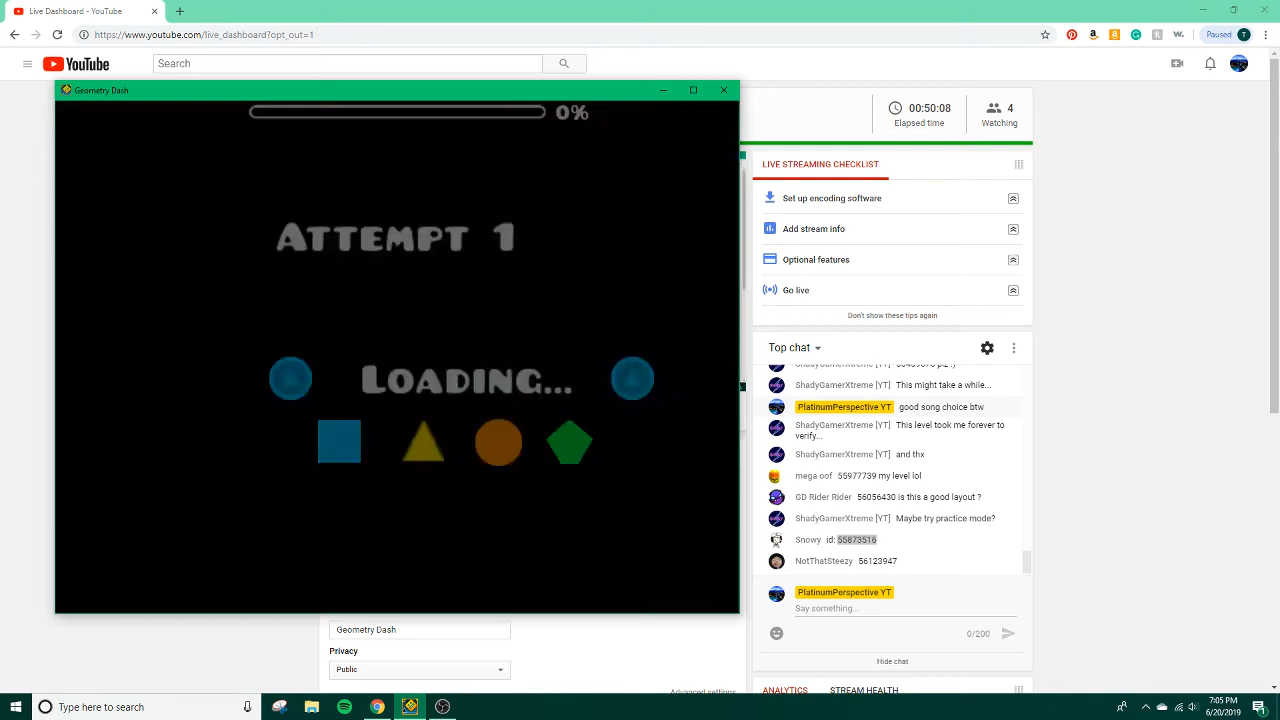 Live Dashboard - YouTube
https://www.youtube.com/live_dashboard?opt_out=1
Paused
T
YouTube
Search
Geometry Dash
0%
Attempt 1
Loading...
00:50:08
Elapsed time
4
Watching
LIVE STREAMING CHECKLIST
Set up encoding software
Add stream info
Optional features
Go live
Don't show these tips again
Top chat
ShadyGamerXtreme [YT]
ShadyGamerXtreme [YT] This might take a while...
PlatinumPerspective YT good song choice btw
ShadyGamerXtreme [YT] This level took me forever to
verify...
ShadyGamerXtreme [YT] and thx
mega oof 55977739 my level lol
GD Rider Rider 56056430 is this a good layout ?
ShadyGamerXtreme [YT] Maybe try practice mode?
Snowy id: 55873516
NotThatSteezy 56123947
PlatinumPerspective YT
Say something...
0/200
Hide chat
Geometry Dash
Privacy
Public
Advanced settings
ANALYTICS STREAM HEALTH
Type here to search
7:05 PM
6/20/2019